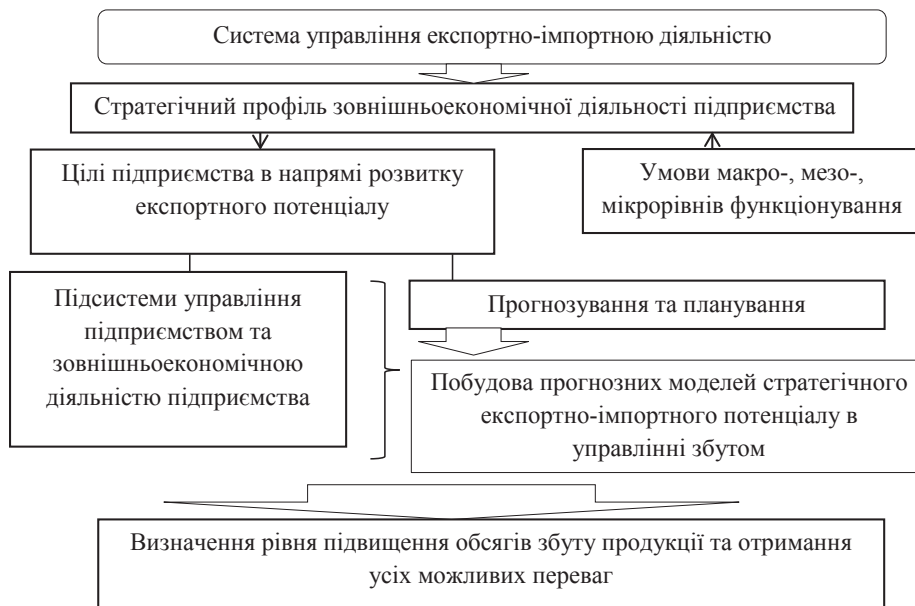 Система управління експортно-імпортною діяльністю
Стратегічний профіль зовнішньоекономічної діяльності підприємства
Цілі підприємства в напрямі розвитку
експортного потенціалу
Умови макро-, мезо-,
мікрорівнів функціонування
Підсистеми управління
підприємством та
зовнішньоекономічною
діяльністю підприємства
Прогнозування та планування
Побудова прогнозних моделей стратегічного
експортно-імпортного потенціалу в
управлінні збутом
Визначення рівня підвищення обсягів збуту продукції та отримання
усіх можливих переваг